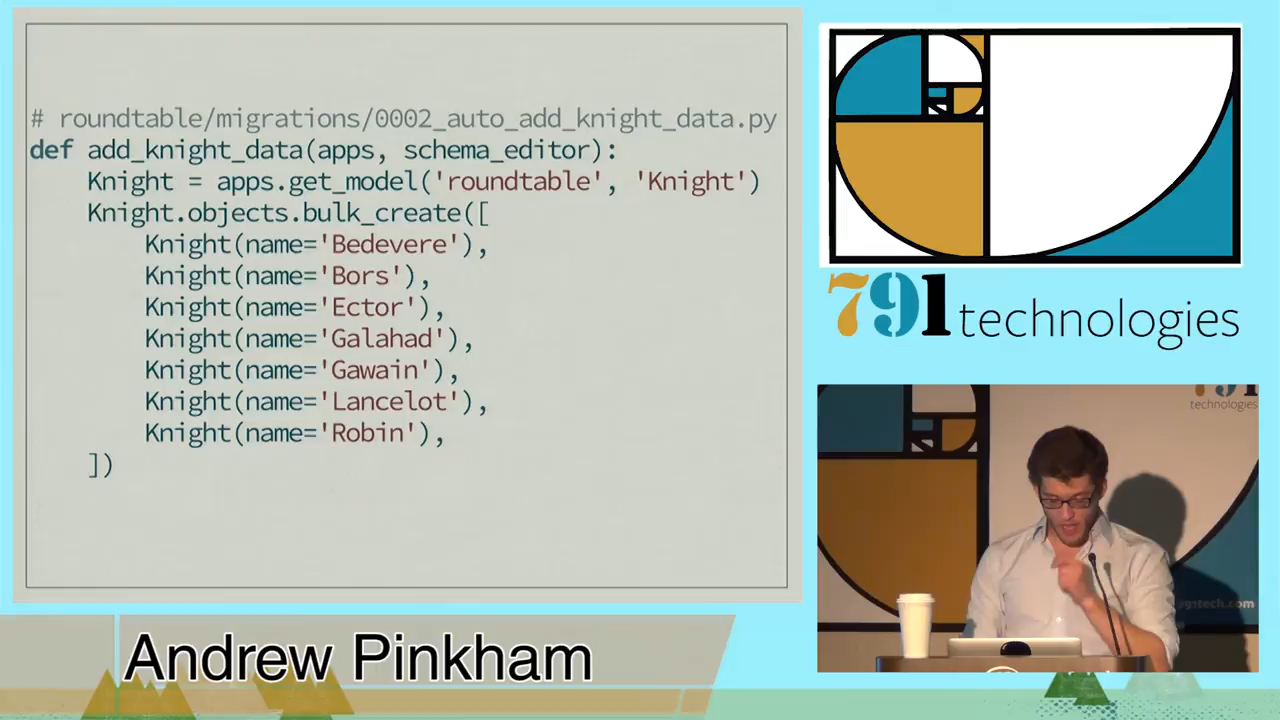 # roundtable/migrations/0002_auto_add_knight_data.py
def add_knight_data(apps, schema_editor):
    Knight = apps.get_model('roundtable', 'Knight')
    Knight.objects.bulk_create([
        Knight(name='Bedevere'),
        Knight(name='Bors'),
        Knight(name='Ector'),
        Knight(name='Galahad'),
        Knight(name='Gawain'),
        Knight(name='Lancelot'),
        Knight(name='Robin'),
    ])
791 technologies
791
technologies
Andrew Pinkham